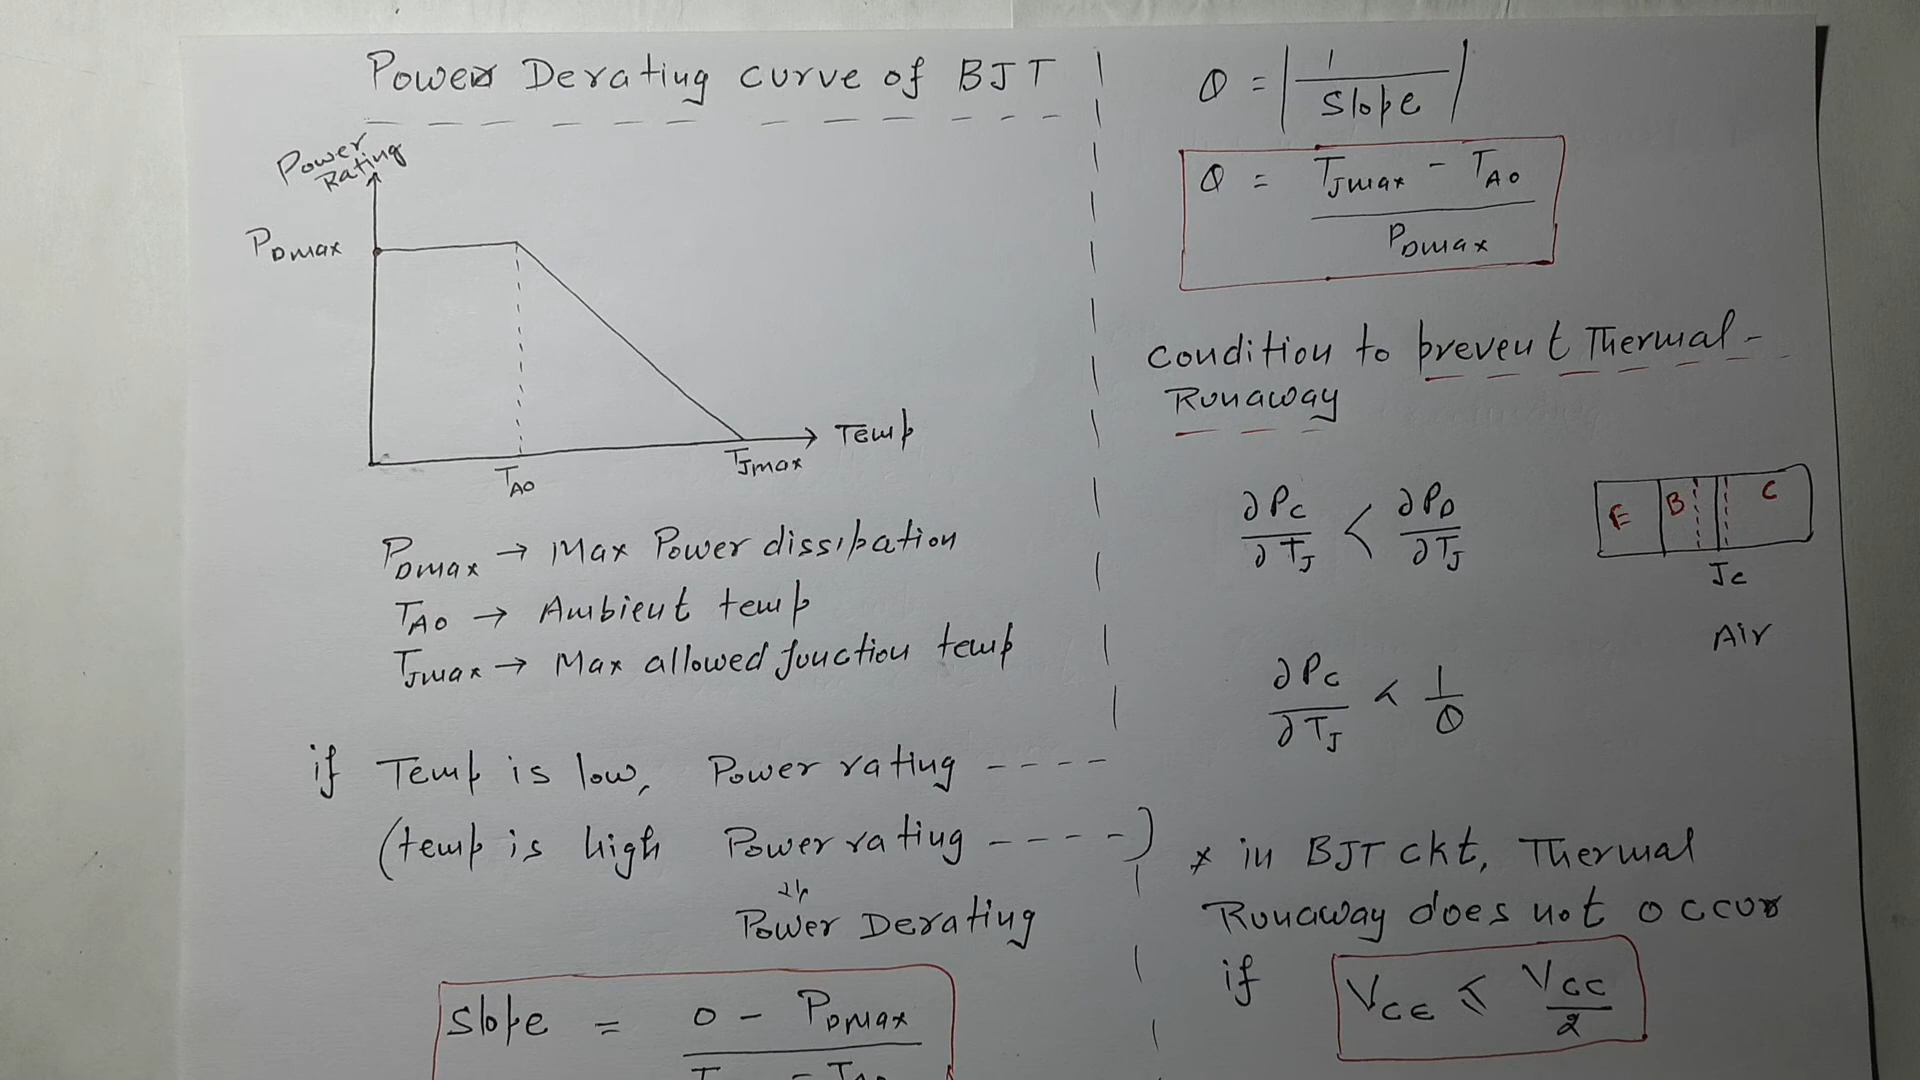 Power Derating curve of BJT
Power
Rating
PDmax
Temp
TA0
TJmax
PDmax → Max Power dissipation
TA0 → Ambient temp
TJmax → Max allowed junction temp
if Temp is low, Power rating ----
(temp is high Power rating ----)
Power Derating
Slope = 0 - PDmax
θ = |1 / Slope|
θ = TJmax - TA0
PDmax
condition to prevent Thermal-
Runaway
∂PC / ∂TJ < ∂PD / ∂TJ
E B C
JC
Air
∂PC / ∂TJ < 1 / θ
* in BJT ckt, Thermal
Runaway does not occur
if VCE ≤ VCC / 2